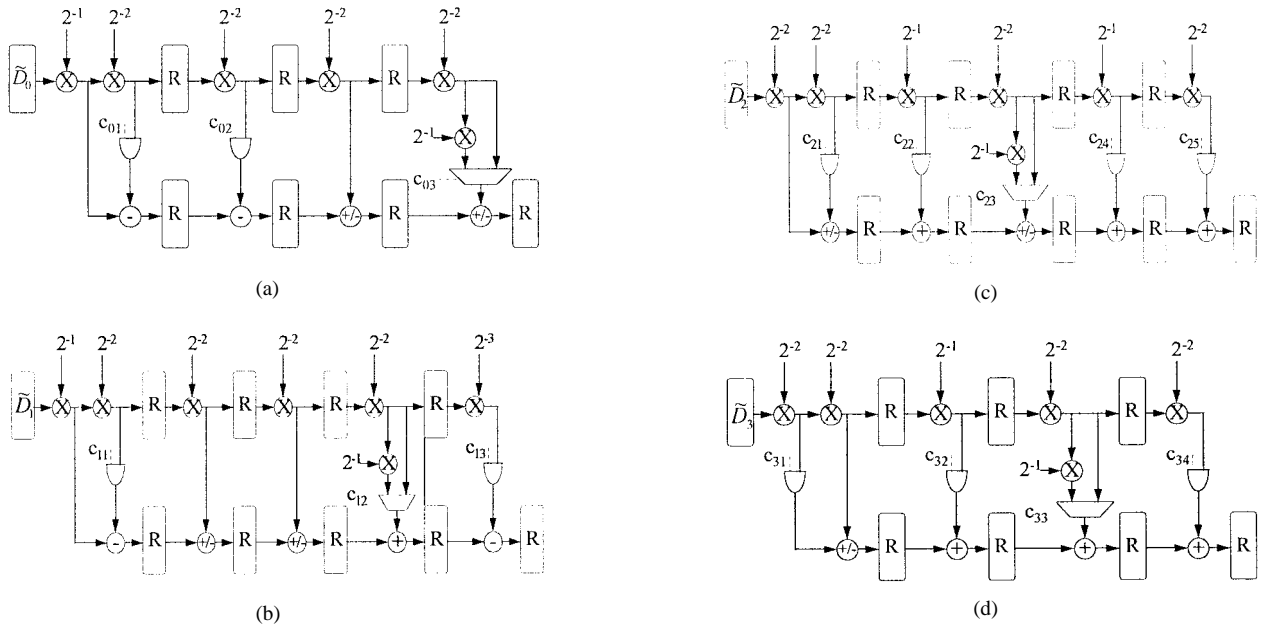 2-1 2-2 2-2 2-2 2-2
D̃0 X X R X R X R X
c01 c02 2-1 X
c03
- R - R +/- R +/- R
(a)
2-1 2-2 2-2 2-2 2-2 2-3
D̃1 X X R X R X R X R X
c11 2-1 X c13
c12
- R +/- R +/- R + R - R
(b)
2-2 2-2 2-1 2-2 2-1 2-2
D̃2 X X R X R X R X R X
c21 c22 2-1 X c24 c25
c23
+/- R + R +/- R + R + R
(c)
2-2 2-2 2-1 2-2 2-2
D̃3 X X R X R X R X
c31 c32 2-1 X c34
c33
+/- R + R + R + R
(d)